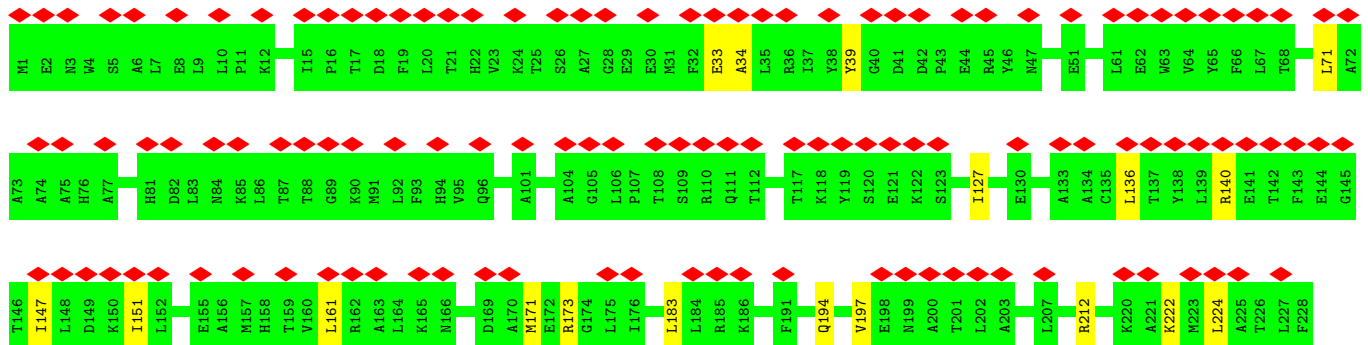 M1 E2 N3 W4 S5 A6 L7 E8 L9 L10 P11 K12 I15 P16 T17 D18 F19 L20 T21 H22 V23 K24 T25 S26 A27 G28 E29 E30 M31 F32 E33 A34 L35 R36 I37 Y38 Y39 G40 D41 D42 P43 E44 R45 Y46 N47 E51 L61 E62 W63 V64 Y65 F66 L67 T68 L71 A72
A73 A74 A75 H76 A77 H81 D82 L83 N84 K85 L86 T87 T88 G89 K90 M91 L92 F93 H94 V95 Q96 A101 A104 G105 L106 P107 T108 S109 R110 Q111 T112 T117 K118 Y119 S120 E121 K122 S123 I127 E130 A133 A134 C135 L136 T137 Y138 L139 R140 E141 T142 F143 E144 G145
T146 I147 L148 D149 K150 I151 L152 E155 A156 M157 H158 T159 V160 L161 R162 A163 L164 K165 N166 D169 A170 M171 E172 R173 G174 L175 I176 L183 L184 R185 K186 F191 Q194 V197 E198 N199 A200 T201 L202 A203 L207 R212 K220 A221 K222 M223 L224 A225 T226 L227 F228